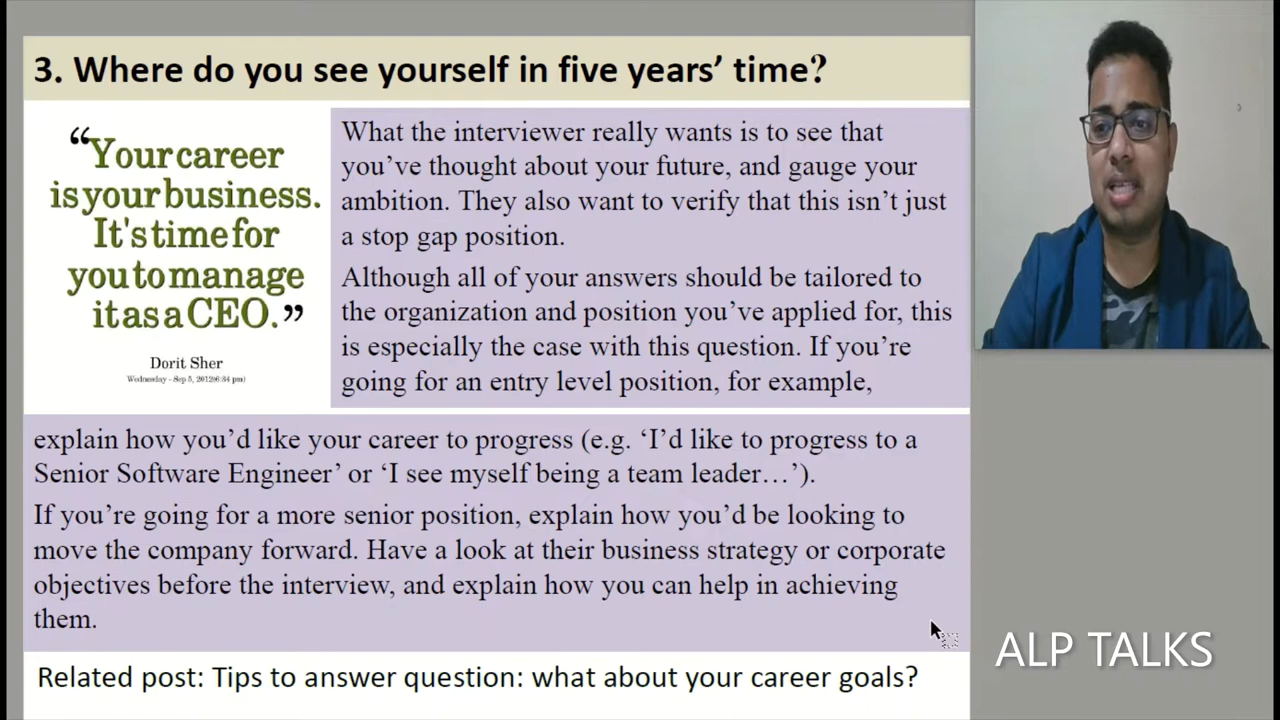 3. Where do you see yourself in five years’ time?
“Your career
is your business.
It's time for
you to manage
it as a CEO.”
Dorit Sher
Wednesday - Sep 5, 2012(6:34 pm)
What the interviewer really wants is to see that
you’ve thought about your future, and gauge your
ambition. They also want to verify that this isn’t just
a stop gap position.
Although all of your answers should be tailored to
the organization and position you’ve applied for, this
is especially the case with this question. If you’re
going for an entry level position, for example,
explain how you’d like your career to progress (e.g. ‘I’d like to progress to a
Senior Software Engineer’ or ‘I see myself being a team leader…’).
If you’re going for a more senior position, explain how you’d be looking to
move the company forward. Have a look at their business strategy or corporate
objectives before the interview, and explain how you can help in achieving
them.
Related post: Tips to answer question: what about your career goals?
ALP TALKS